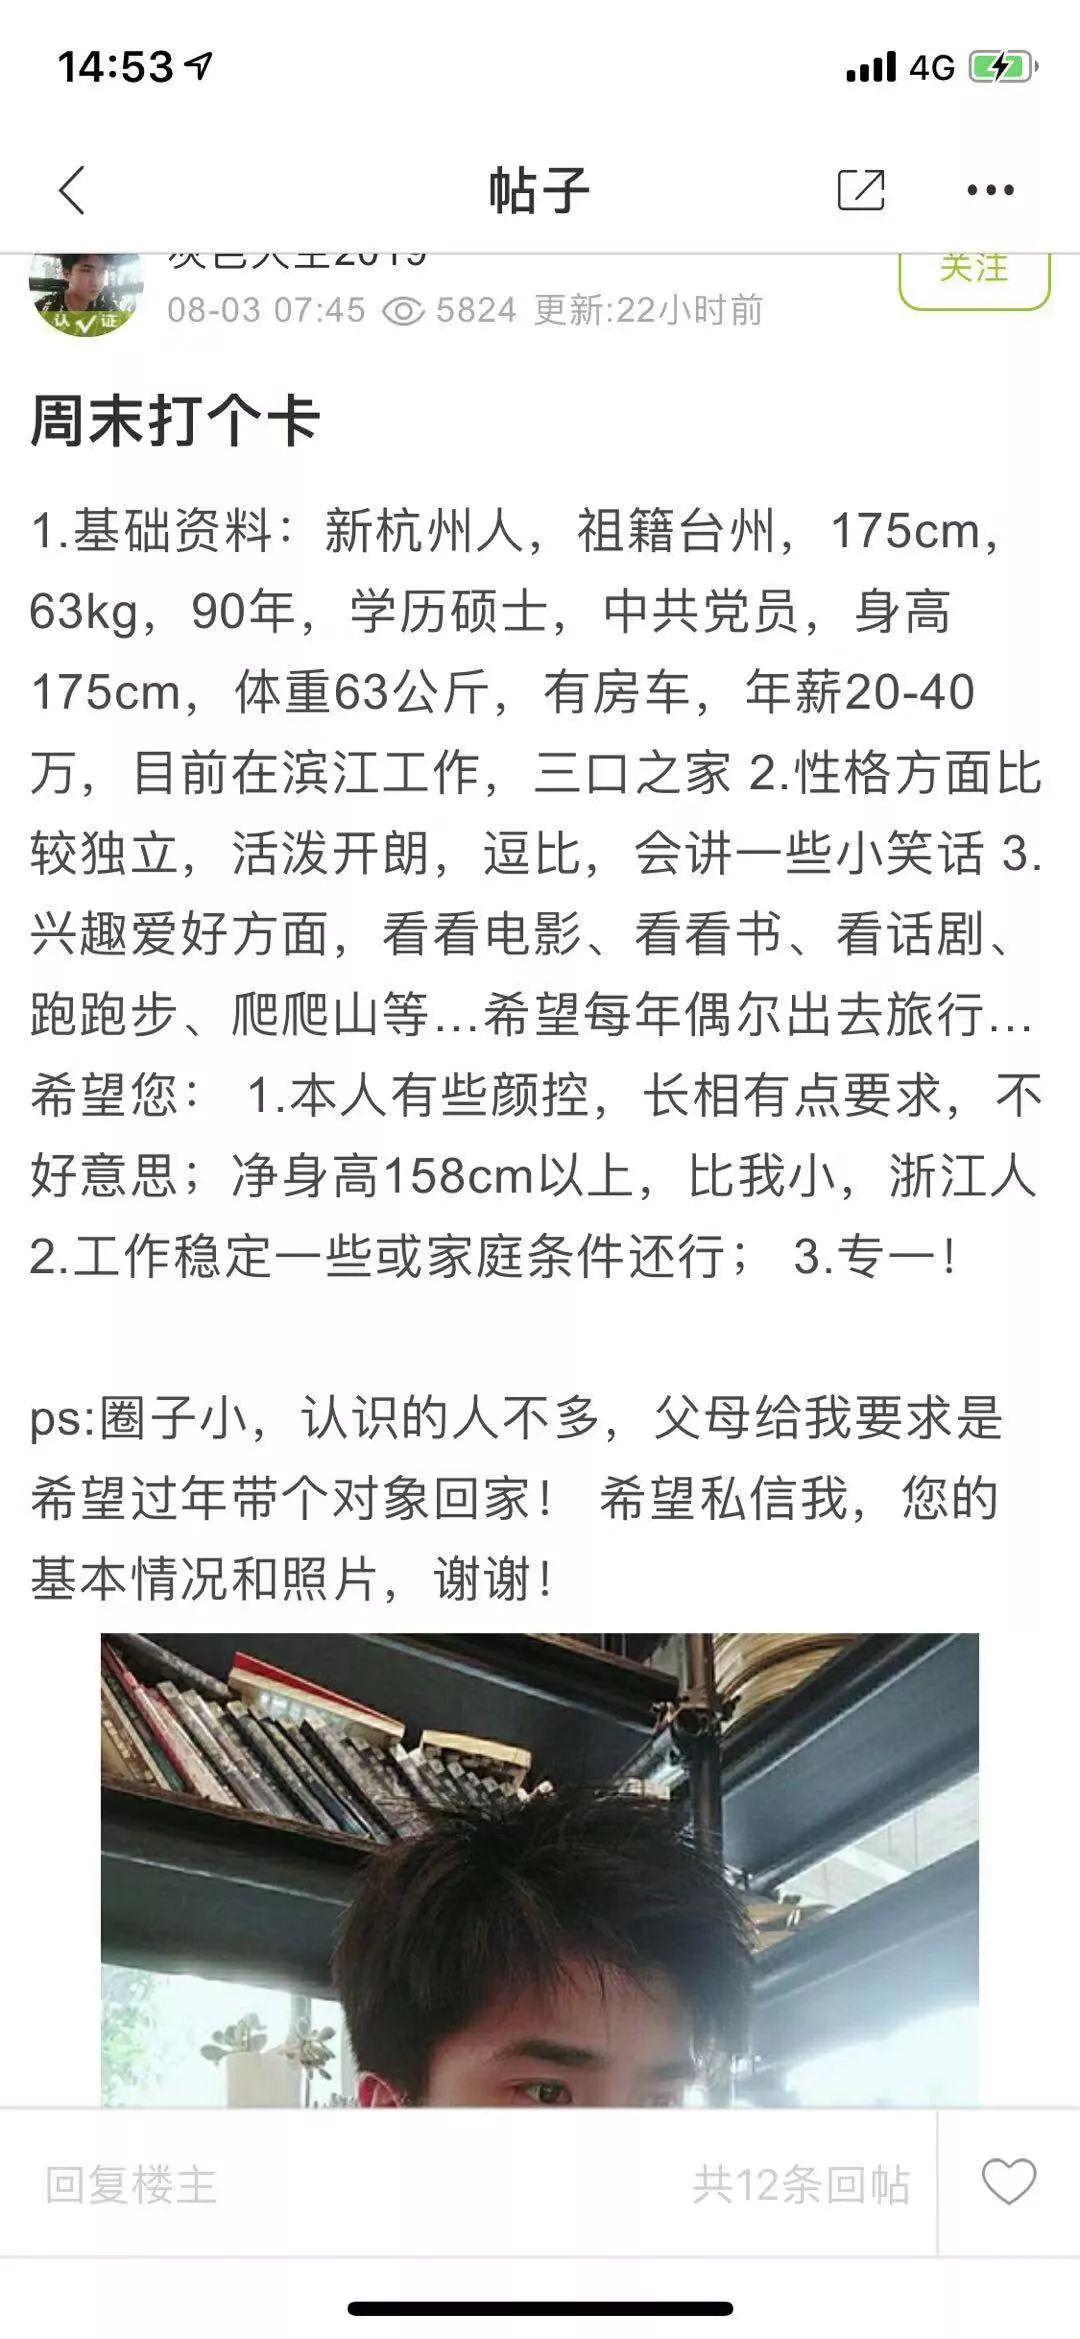 14:53
4G
帖子
灰色天空2019
关注
认 证
08-03 07:45 5824 更新:22小时前
周末打个卡
1.基础资料：新杭州人，祖籍台州，175cm，
63kg，90年，学历硕士，中共党员，身高
175cm，体重63公斤，有房车，年薪20-40
万，目前在滨江工作，三口之家 2.性格方面比
较独立，活泼开朗，逗比，会讲一些小笑话 3.
兴趣爱好方面，看看电影、看看书、看话剧、
跑跑步、爬爬山等...希望每年偶尔出去旅行...
希望您： 1.本人有些颜控，长相有点要求，不
好意思；净身高158cm以上，比我小，浙江人
2.工作稳定一些或家庭条件还行； 3.专一！
ps:圈子小，认识的人不多，父母给我要求是
希望过年带个对象回家！ 希望私信我，您的
基本情况和照片，谢谢！
回复楼主
共12条回帖